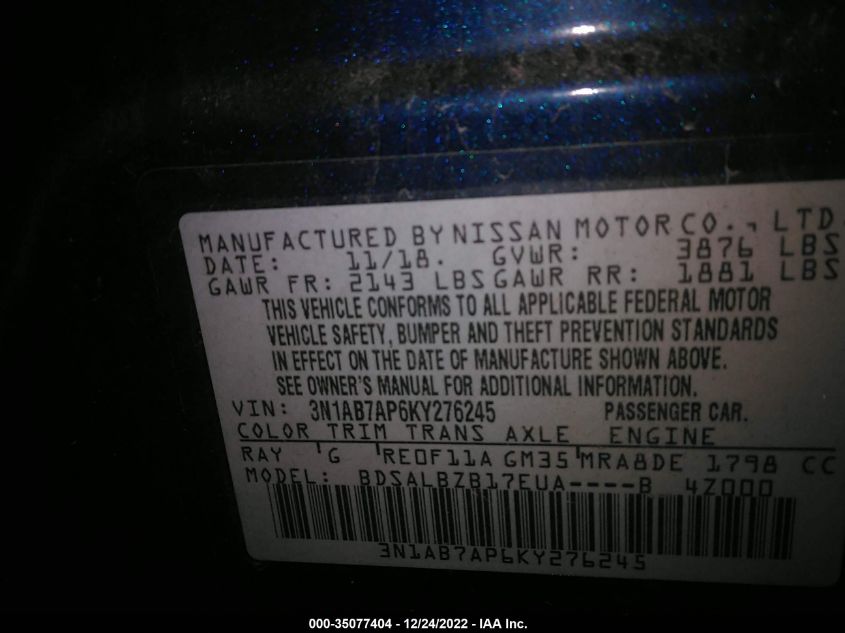 MANUFACTURED BY NISSAN MOTOR CO., LTD.
DATE: 11/18. GVWR: 3876 LBS
GAWR FR: 2143 LBS GAWR RR: 1881 LBS
THIS VEHICLE CONFORMS TO ALL APPLICABLE FEDERAL MOTOR
VEHICLE SAFETY, BUMPER AND THEFT PREVENTION STANDARDS
IN EFFECT ON THE DATE OF MANUFACTURE SHOWN ABOVE.
SEE OWNER'S MANUAL FOR ADDITIONAL INFORMATION.
VIN: 3N1AB7AP6KY276245 PASSENGER CAR.
COLOR TRIM TRANS AXLE ENGINE
RAY 'G 'RE0F11A GM35 'MRA8DE 1798 CC
MODEL: BDSALBZB17EUA----B 4Z000
3N1AB7AP6KY276245
000-35077404 - 12/24/2022 - IAA Inc.